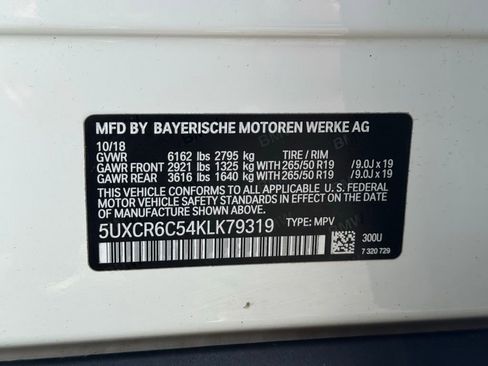 MFD BY BAYERISCHE MOTOREN WERKE AG
10/18
GVWR 6162 lbs 2795 kg TIRE / RIM
GAWR FRONT 2921 lbs 1325 kg WITH 265/50 R19 /9.0J x 19
GAWR REAR 3616 lbs 1640 kg WITH 265/50 R19 /9.0J x 19
THIS VEHICLE CONFORMS TO ALL APPLICABLE U. S. FEDERAL
MOTOR VEHICLE SAFETY STANDARDS IN EFFECT ON THE DATE
OF MANUFACTURE SHOWN ABOVE.
5UXCR6C54KLK79319 TYPE: MPV
300U
7 320 729